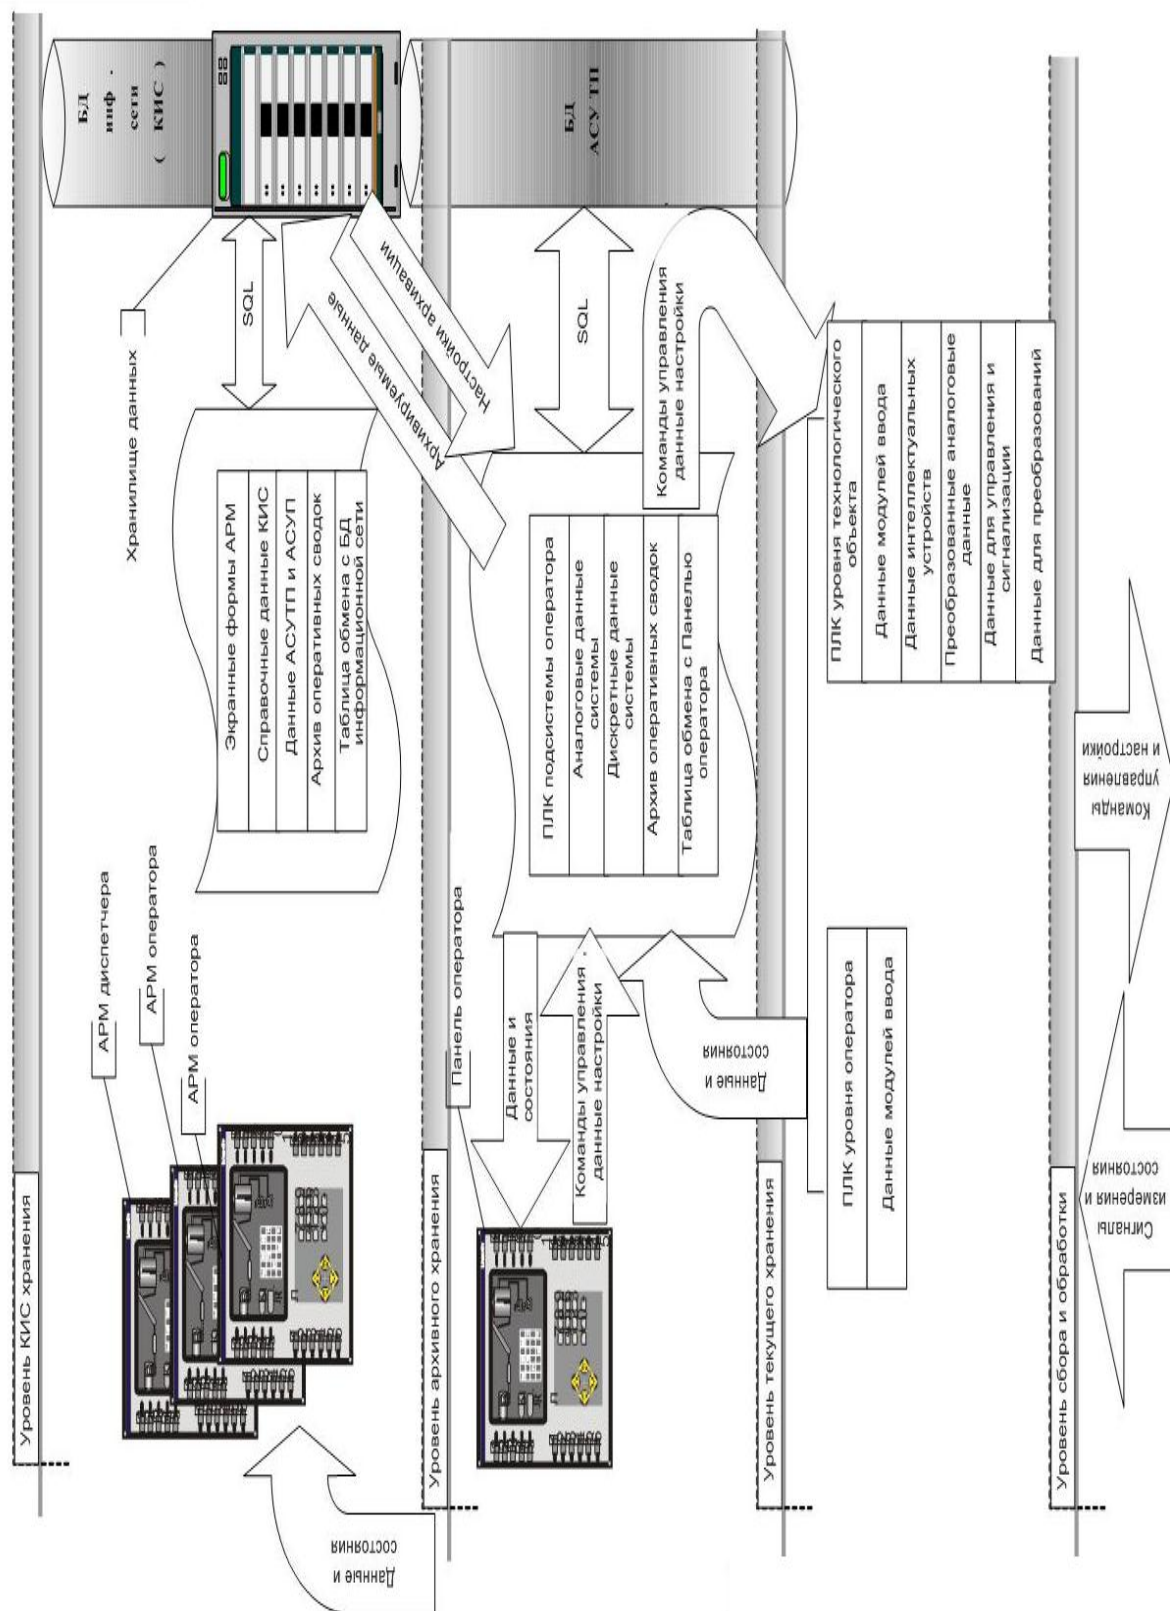 Уровень КИС хранения
АРМ диспетчера
АРМ оператора
АРМ оператора
Данные и
состояния
Экранные формы АРМ
Справочные данные КИС
Данные АСУТП и АСУП
Архив оперативных сводок
Таблица обмена с БД
информационной сети
Хранилище данных
SQL
БД
инф .
сети
( КИС )
Уровень архивного хранения
Панель оператора
Данные и
состояния
Команды управления ,
данные настройки
ПЛК подсистемы оператора
Аналоговые данные
системы
Дискретные данные
системы
Архив оперативных сводок
Таблица обмена с Панелью
оператора
Архивируемые данные
Настройки архивации
SQL
БД
АСУ ТП
Команды управления
данные настройки
Данные и
состояния
Уровень текущего хранения
ПЛК уровня оператора
Данные модулей ввода
ПЛК уровня технологического
объекта
Данные модулей ввода
Данные интеллектуальных
устройств
Преобразованные аналоговые
данные
Данные для управления и
сигнализации
Данные для преобразований
Уровень сбора и обработки
Сигналы
измерения и
состояния
Команды
управления
и настройки